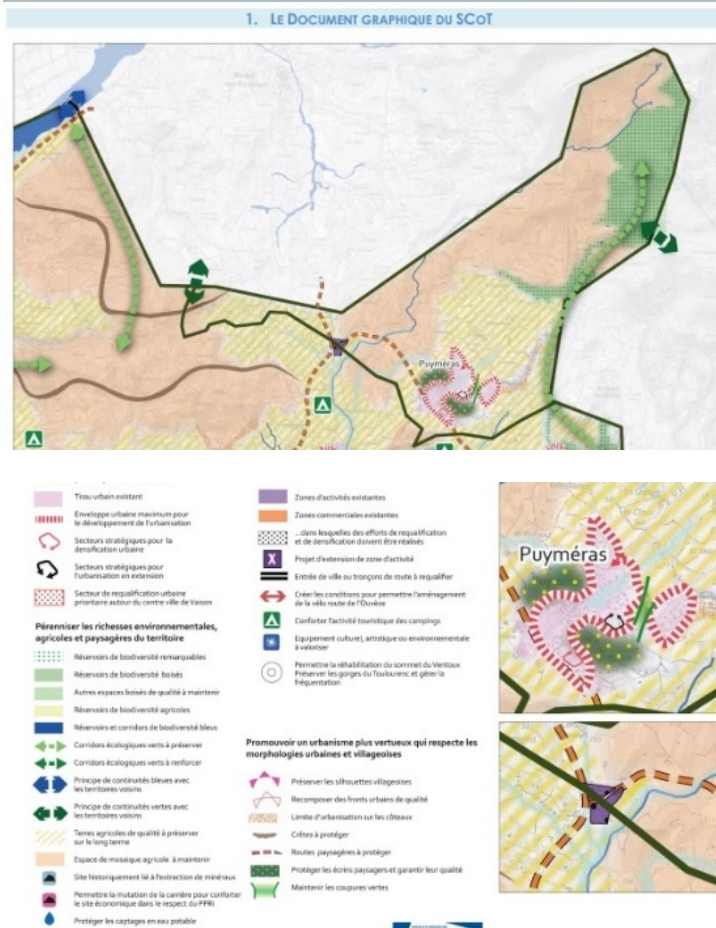 1. LE DOCUMENT GRAPHIQUE DU SCOT
Puyméras
Tissu urbain existant
Enveloppe urbaine maximum pour
le développement de l'urbanisation
Secteurs stratégiques pour la
densification urbaine
Secteurs stratégiques pour
l'urbanisation en extension
Secteur de requalification urbaine
prioritaire autour du centre ville de Vaison
Pérenniser les richesses environnementales,
agricoles et paysagères du territoire
Réservoirs de biodiversité remarquables
Réservoirs de biodiversité boisés
Autres espaces boisés de qualité à maintenir
Réservoirs de biodiversité agricoles
Réservoirs et corridors de biodiversité bleus
Corridors écologiques verts à préserver
Corridors écologiques verts à renforcer
Principe de continuités bleues avec
les territoires voisins
Principe de continuités vertes avec
les territoires voisins
Terres agricoles de qualité à préserver
sur le long terme
Espace de mosaique agricole à maintenir
Site historiquement lié à l'extraction de minéraux
Permettre la mutation de la carrière pour conforter
le site économique dans le respect du PPRi
Protéger les captages en eau potable
Zones d'activités existantes
Zones commerciales existantes
...dans lesquelles des efforts de requalification
et de densification doivent être réalisés
X
Projet d'extension de zone d'activité
Entrée de ville ou tronçons de route à requalifier
Créer les conditions pour permettre l'aménagement
de la vélo route de l'Ouvèze
Conforter l'activité touristique des campings
Equipement culturel, artistique ou environnementale
à valoriser
Permettre la réhabilitation du sommet du Ventoux
Préserver les gorges du Toulourenc et gérer la
fréquentation
Promouvoir un urbanisme plus vertueux qui respecte les
morphologies urbaines et villageoises
Préserver les silhouettes villageoises
Recomposer des fronts urbains de qualité
Limite d'urbanisation sur les côteaux
Crêtes à protéger
Routes paysagères à protéger
Protéger les écrins paysagers et garantir leur qualité
Maintenir les coupures vertes
Puyméras